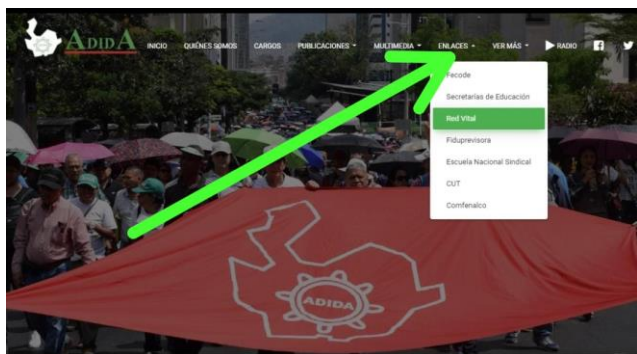 ADIDA INICIO QUIÉNES SOMOS CARGOS PUBLICACIONES MULTIMEDIA ENLACES VER MÁS RADIO
Fecode
Secretarías de Educación
Red Vital
Fiduprevisora
Escuela Nacional Sindical
CUT
Comfenalco
ADIDA